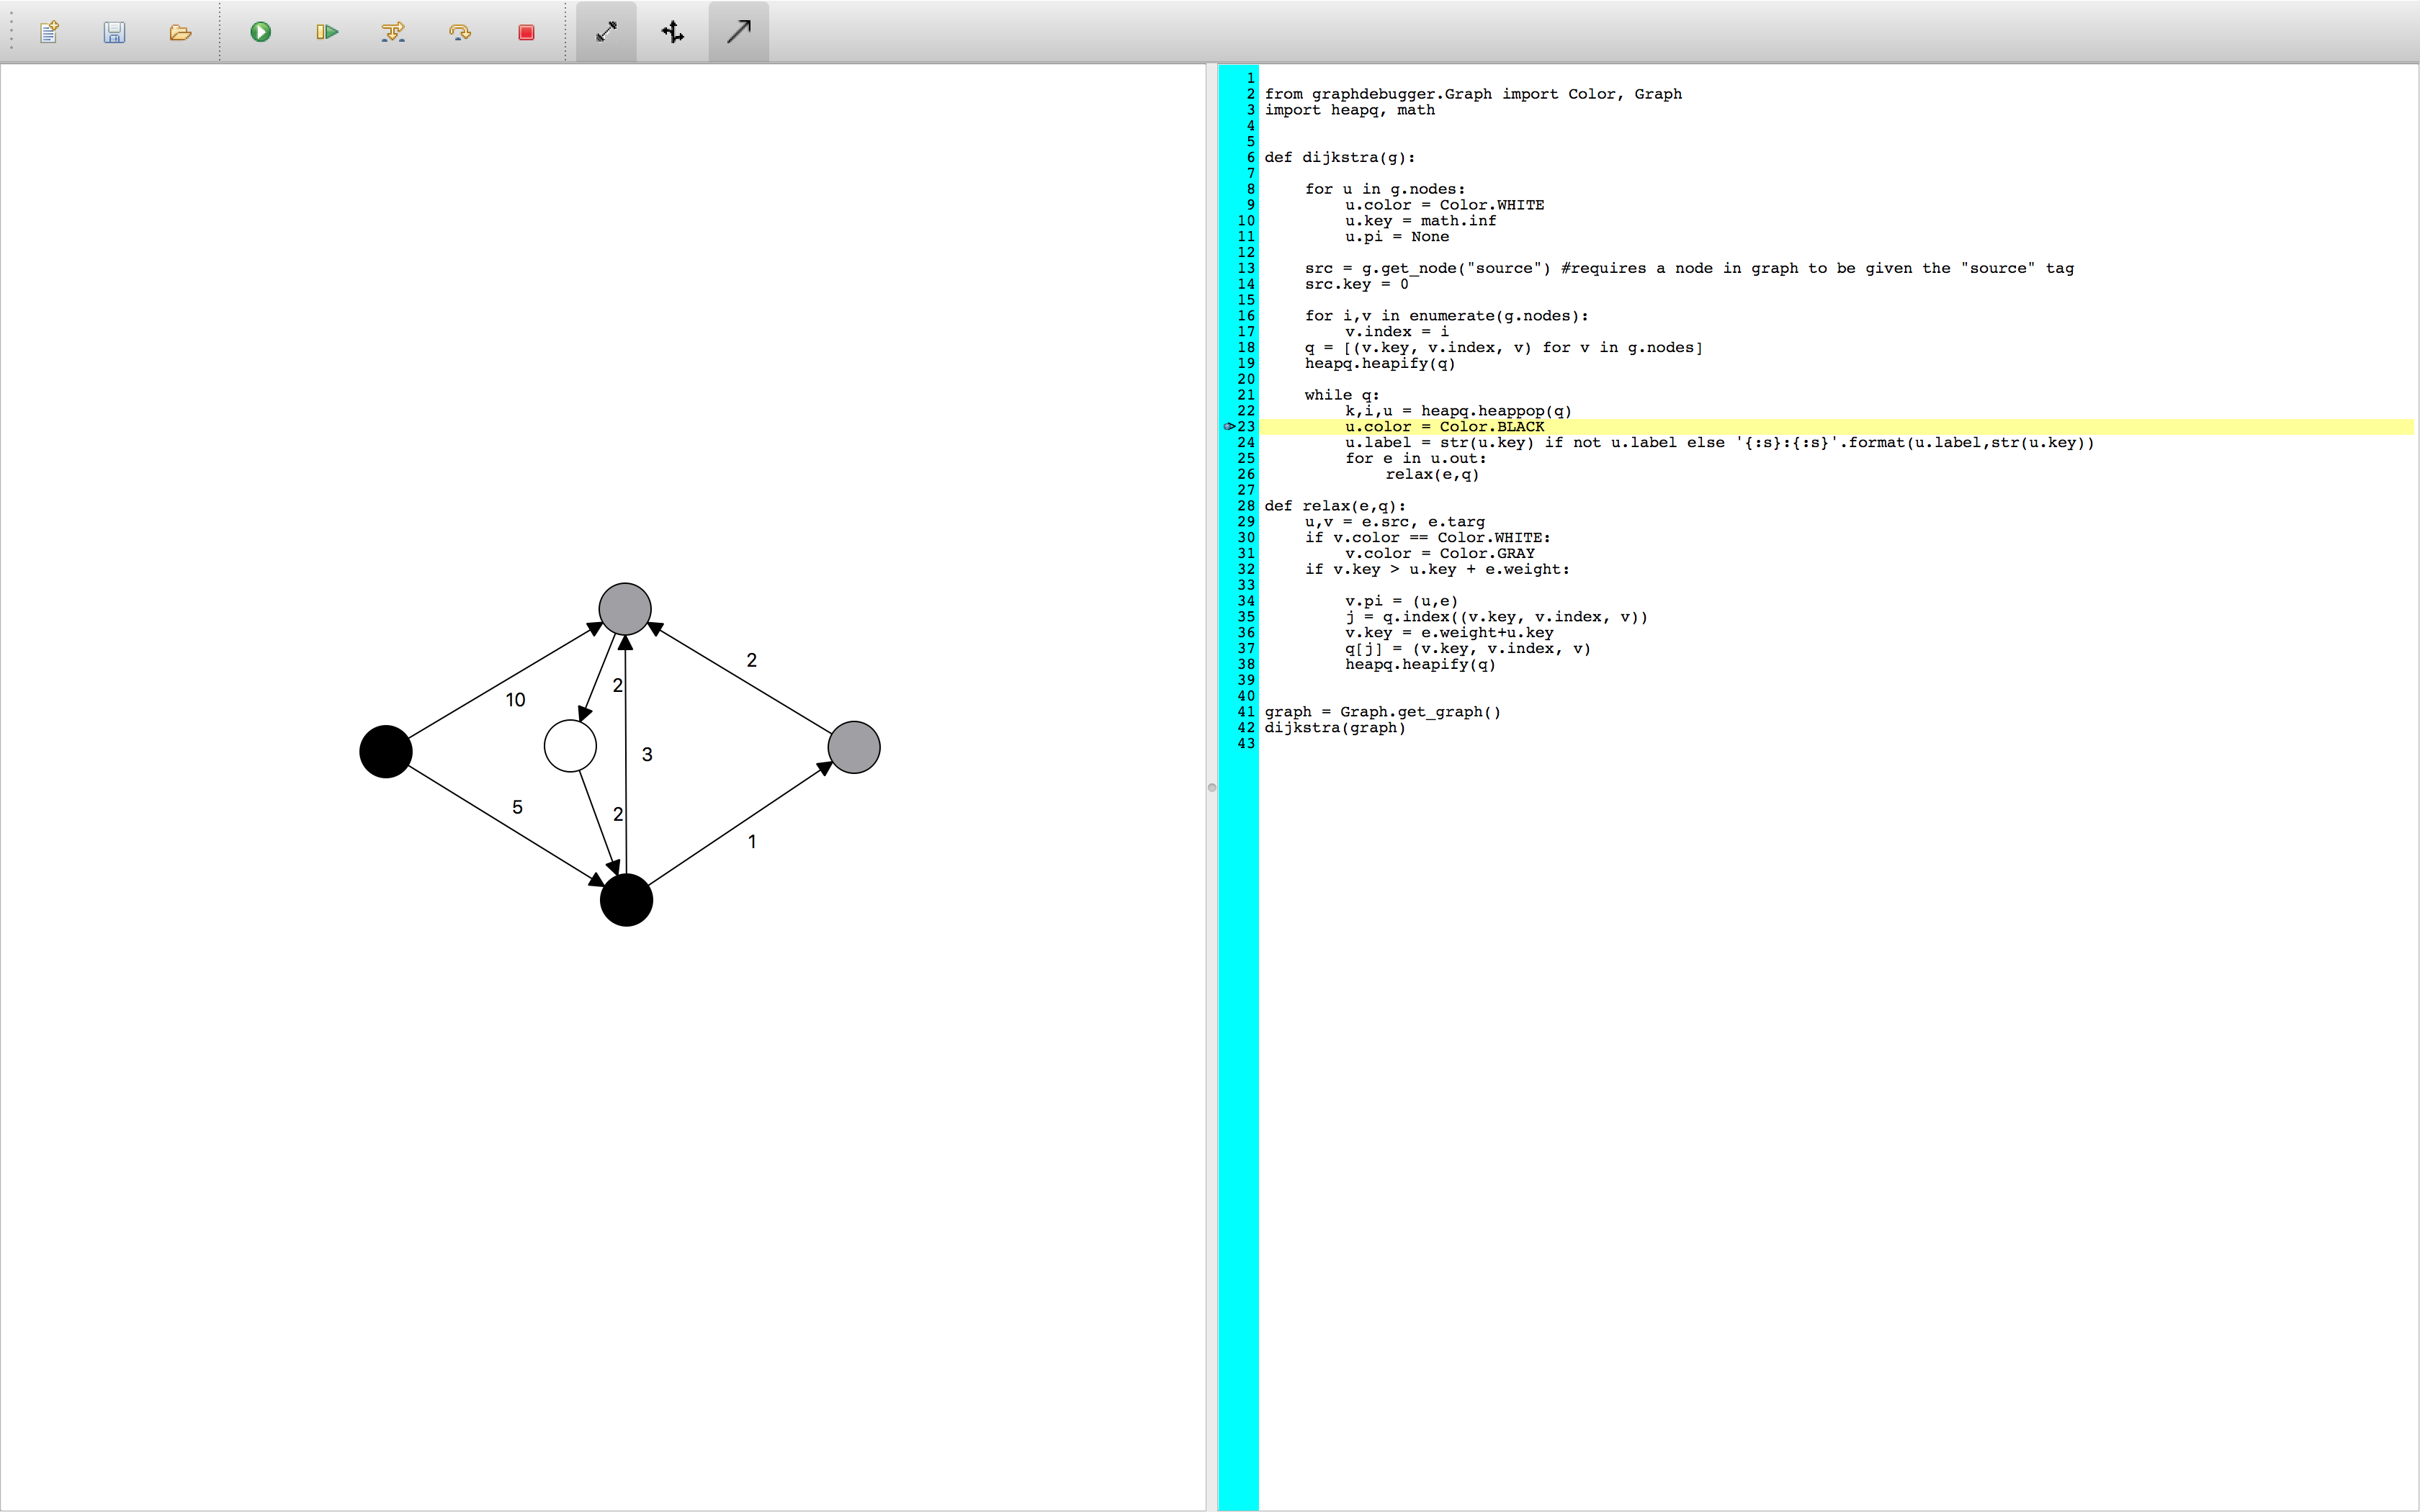 2
2
10
3
5
2
1
1
2 from graphdebugger.Graph import Color, Graph
3 import heapq, math
4
5
6 def dijkstra(g):
7
8     for u in g.nodes:
9         u.color = Color.WHITE
10         u.key = math.inf
11         u.pi = None
12
13     src = g.get_node("source") #requires a node in graph to be given the "source" tag
14     src.key = 0
15
16     for i,v in enumerate(g.nodes):
17         v.index = i
18     q = [(v.key, v.index, v) for v in g.nodes]
19     heapq.heapify(q)
20
21     while q:
22         k,i,u = heapq.heappop(q)
23         u.color = Color.BLACK
24         u.label = str(u.key) if not u.label else '{:s}:{:s}'.format(u.label,str(u.key))
25         for e in u.out:
26             relax(e,q)
27
28 def relax(e,q):
29     u,v = e.src, e.targ
30     if v.color == Color.WHITE:
31         v.color = Color.GRAY
32     if v.key > u.key + e.weight:
33
34         v.pi = (u,e)
35         j = q.index((v.key, v.index, v))
36         v.key = e.weight+u.key
37         q[j] = (v.key, v.index, v)
38         heapq.heapify(q)
39
40
41 graph = Graph.get_graph()
42 dijkstra(graph)
43